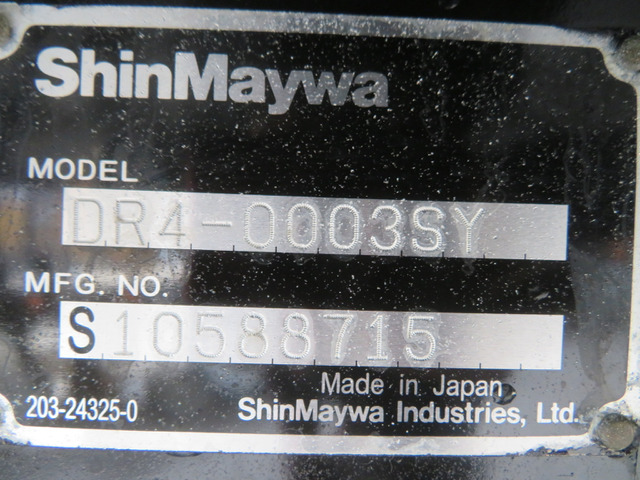 ShinMaywa
MODEL
DR4-0003SY
MFG. NO.
S10588715
Made in Japan
203-24325-0 ShinMaywa Industries, Ltd.